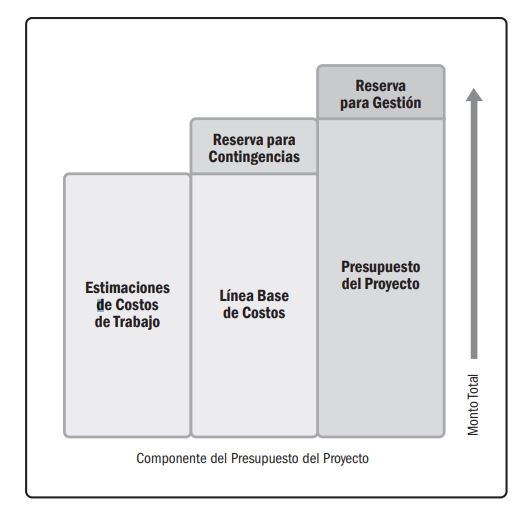 Reserva
para Gestión
Reserva para
Contingencias
Estimaciones
de Costos
de Trabajo
Línea Base
de Costos
Presupuesto
del Proyecto
Monto Total
Componente del Presupuesto del Proyecto